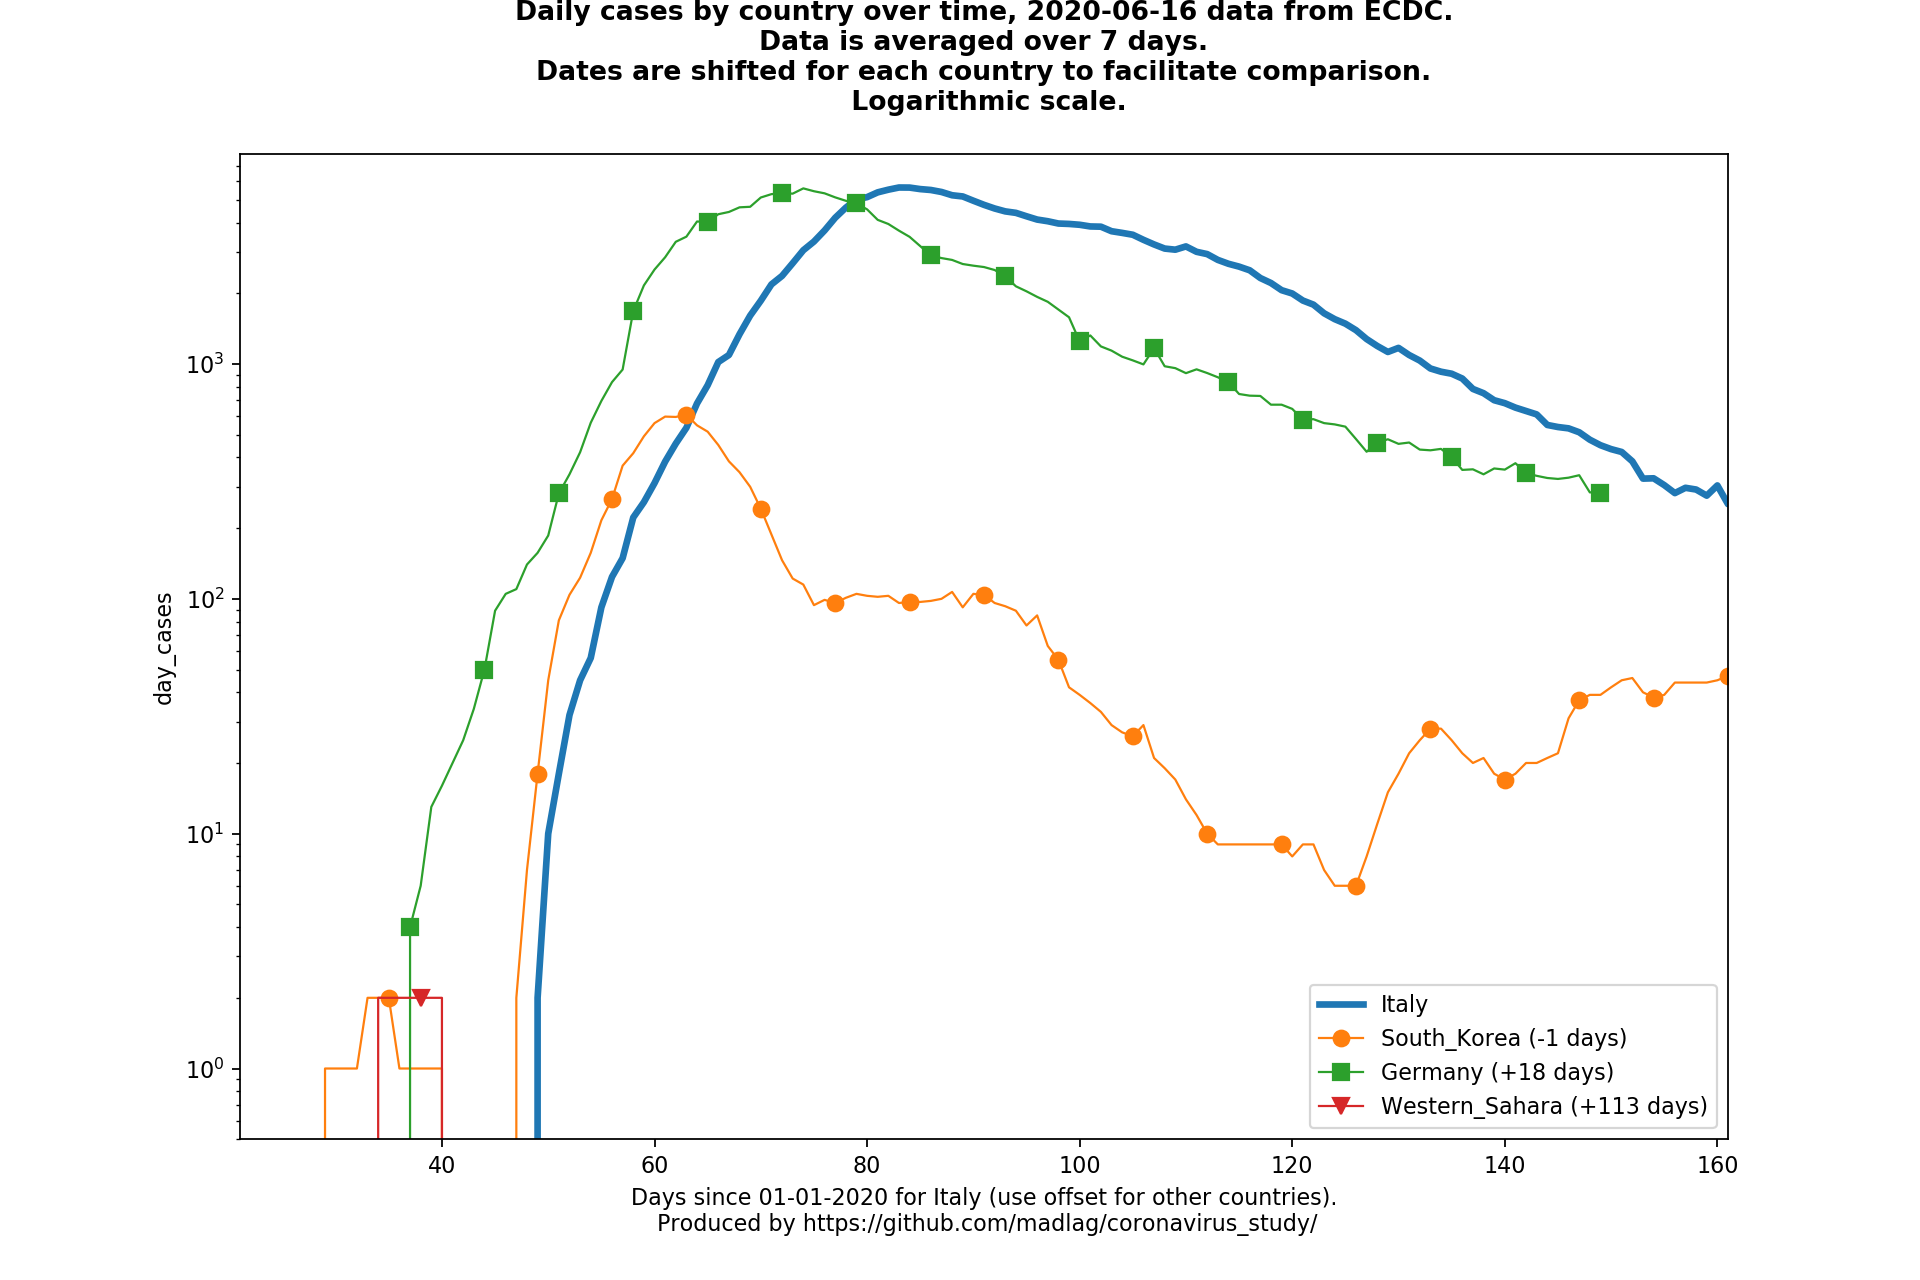 Daily cases by country over time, 2020-06-16 data from ECDC.
Data is averaged over 7 days.
Dates are shifted for each country to facilitate comparison.
Logarithmic scale.
10³
10²
10¹
10⁰
day_cases
Italy
South_Korea (-1 days)
Germany (+18 days)
Western_Sahara (+113 days)
40 60 80 100 120 140 160
Days since 01-01-2020 for Italy (use offset for other countries).
Produced by https://github.com/madlag/coronavirus_study/